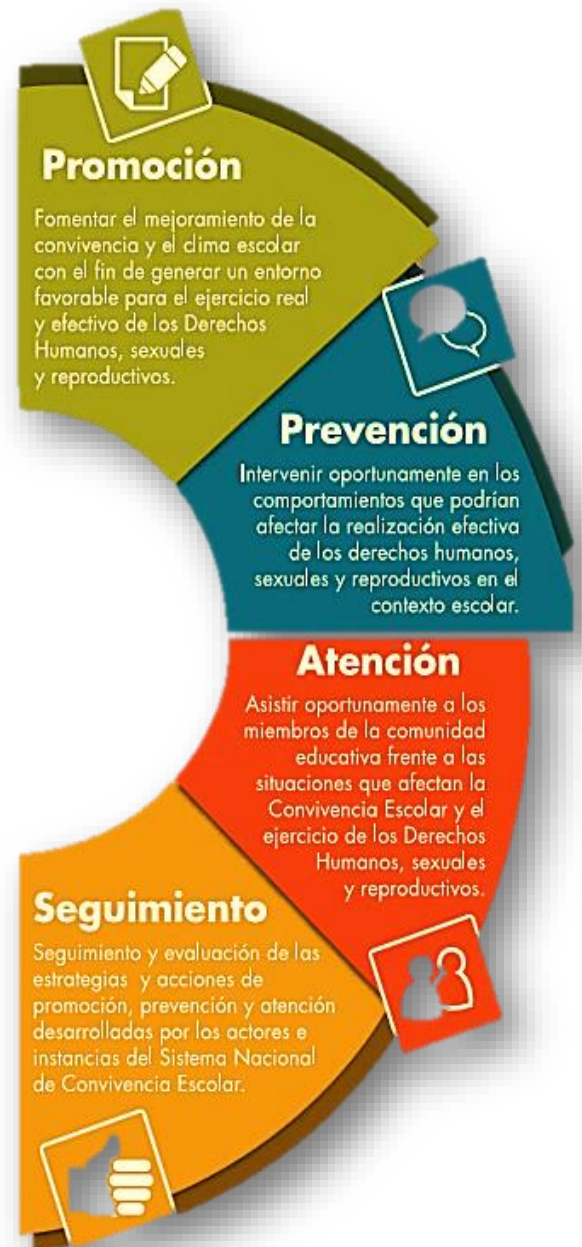 Promoción
Fomentar el mejoramiento de la
convivencia y el clima escolar
con el fin de generar un entorno
favorable para el ejercicio real
y efectivo de los Derechos
Humanos, sexuales
y reproductivos.
Prevención
Intervenir oportunamente en los
comportamientos que podrían
afectar la realización efectiva
de los derechos humanos,
sexuales y reproductivos en el
contexto escolar.
Atención
Asistir oportunamente a los
miembros de la comunidad
educativa frente a las
situaciones que afectan la
Convivencia Escolar y el
ejercicio de los Derechos
Humanos, sexuales
y reproductivos.
Seguimiento
Seguimiento y evaluación de las
estrategias y acciones de
promoción, prevención y atención
desarrolladas por los actores e
instancias del Sistema Nacional
de Convivencia Escolar.